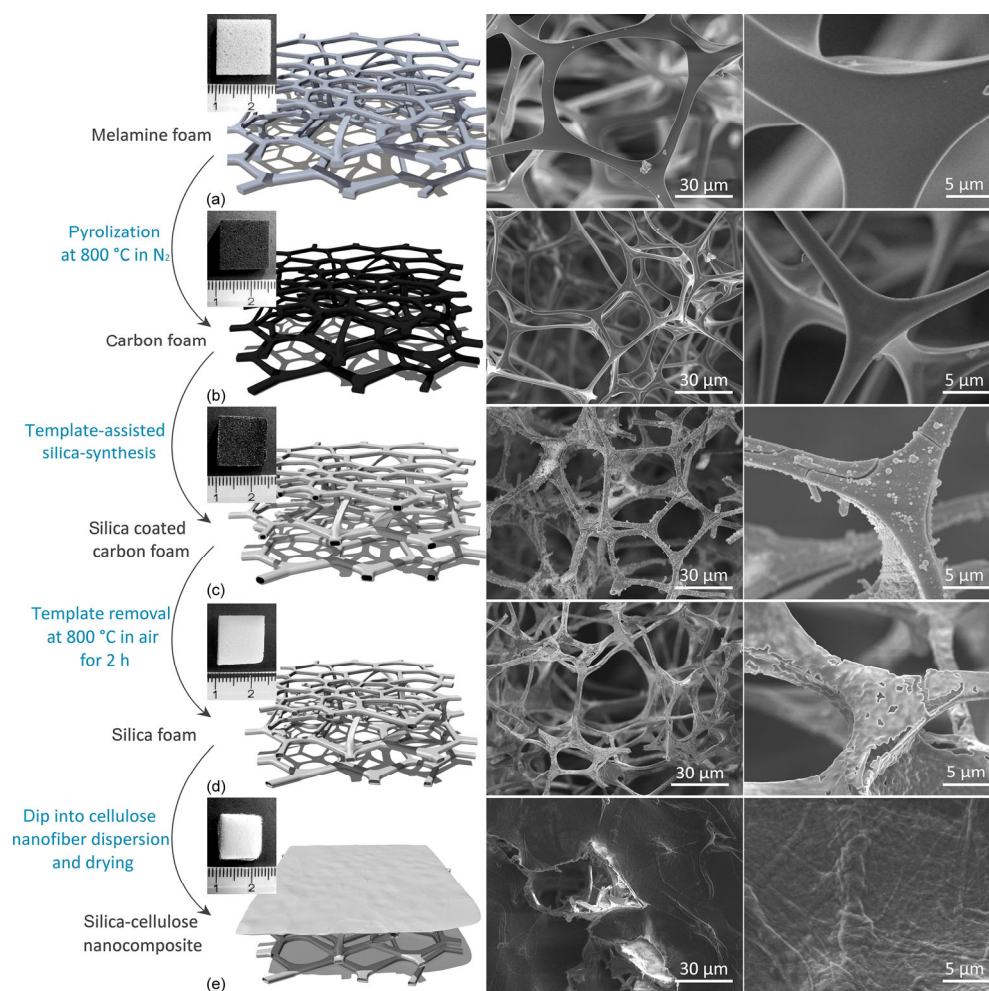 1 2
Melamine foam
(a)
30 µm
5 µm
Pyrolization
at 800 °C in N₂
1 2
Carbon foam
(b)
30 µm
5 µm
Template-assisted
silica-synthesis
1 2
Silica coated
carbon foam
(c)
30 µm
5 µm
Template removal
at 800 °C in air
for 2 h
1 2
Silica foam
(d)
30 µm
5 µm
Dip into cellulose
nanofiber dispersion
and drying
1 2
Silica-cellulose
nanocomposite
(e)
30 µm
5 µm